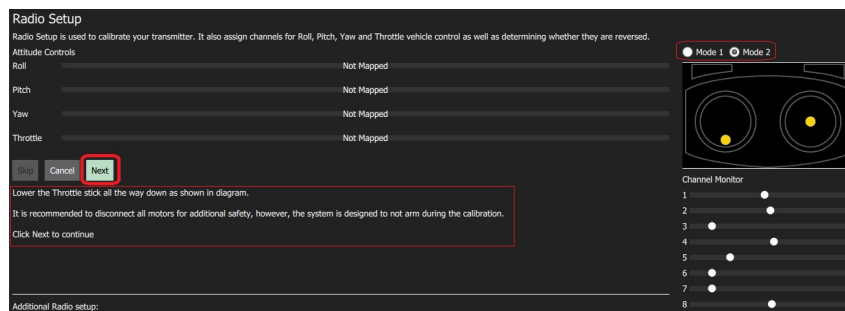 Radio Setup
Radio Setup is used to calibrate your transmitter. It also assign channels for Roll, Pitch, Yaw and Throttle vehicle control as well as determining whether they are reversed.
Attitude Controls
Roll Not Mapped
Pitch Not Mapped
Yaw Not Mapped
Throttle Not Mapped
Skip Cancel Next
Lower the Throttle stick all the way down as shown in diagram.
It is recommended to disconnect all motors for additional safety, however, the system is designed to not arm during the calibration.
Click Next to continue
Additional Radio setup:
Mode 1 Mode 2
Channel Monitor
1
2
3
4
5
6
7
8